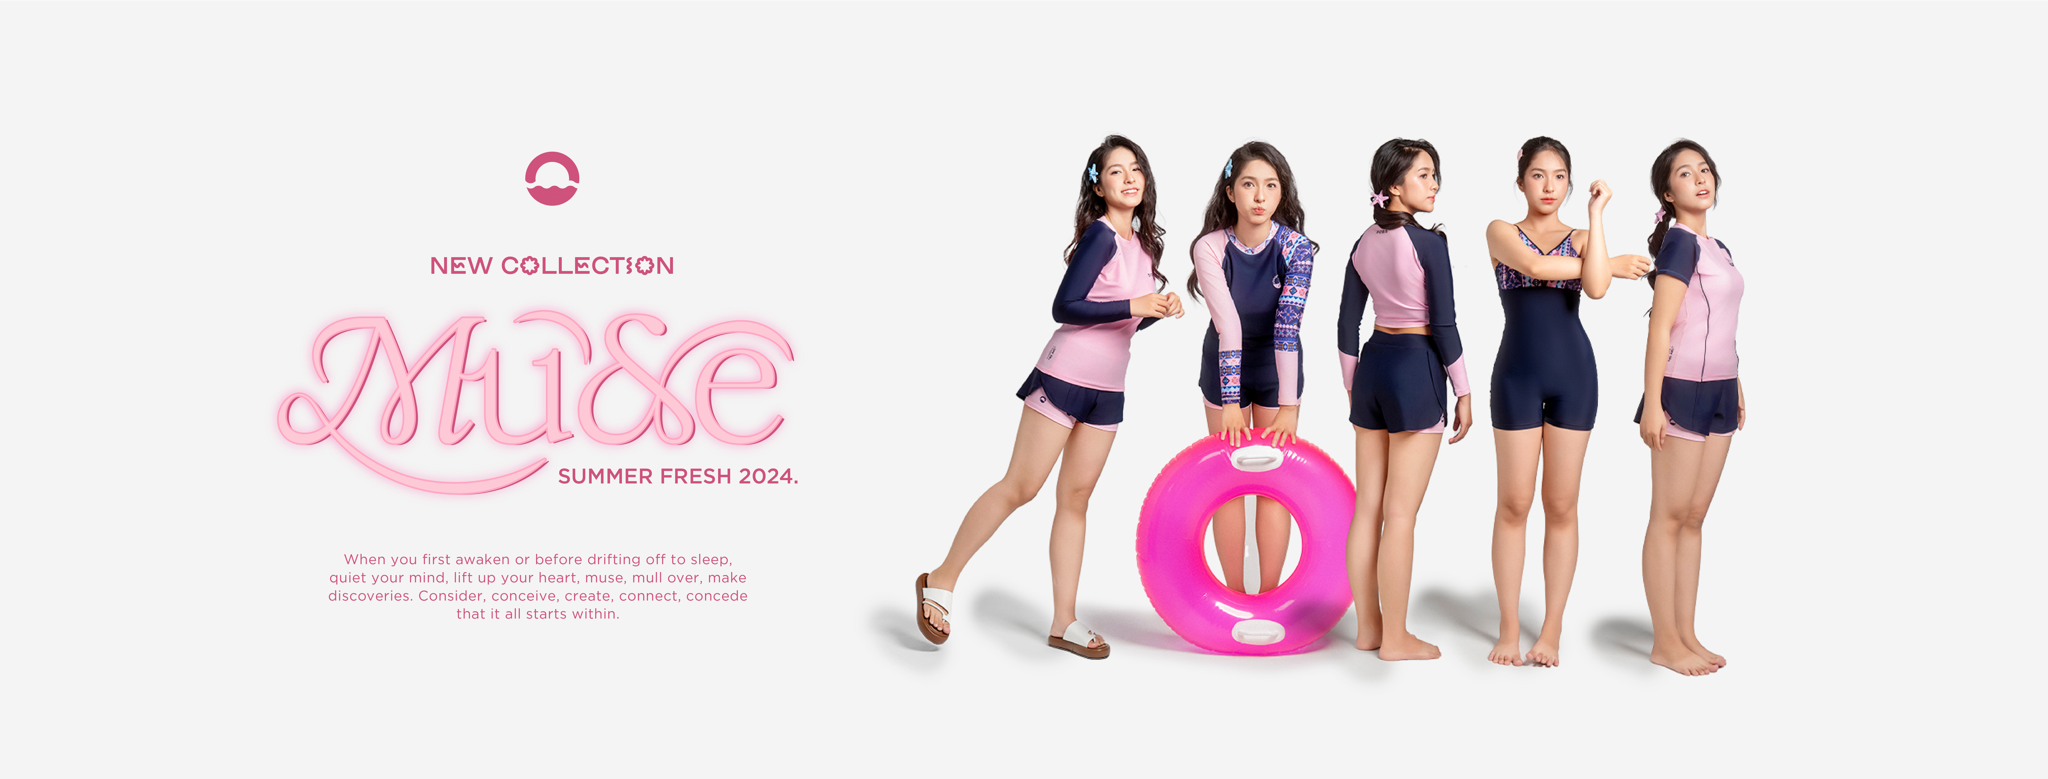 NEW COLLECTION
Muse
SUMMER FRESH 2024.
When you first awaken or before drifting off to sleep,
quiet your mind, lift up your heart, muse, mull over, make
discoveries. Consider, conceive, create, connect, concede
that it all starts within.